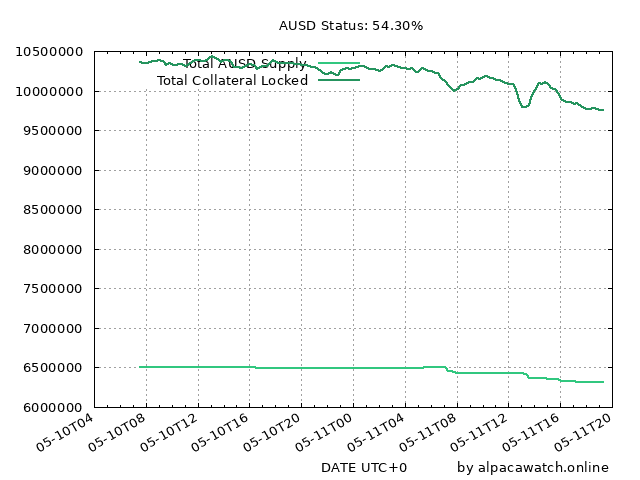 AUSD Status: 54.30%
10500000
Total AUSD Supply
Total Collateral Locked
10000000
9500000
9000000
8500000
8000000
7500000
7000000
6500000
6000000
05-10T04
05-10T08
05-10T12
05-10T16
05-10T20
05-11T00
05-11T04
05-11T08
05-11T12
05-11T16
05-11T20
DATE UTC+0
by alpacawatch.online